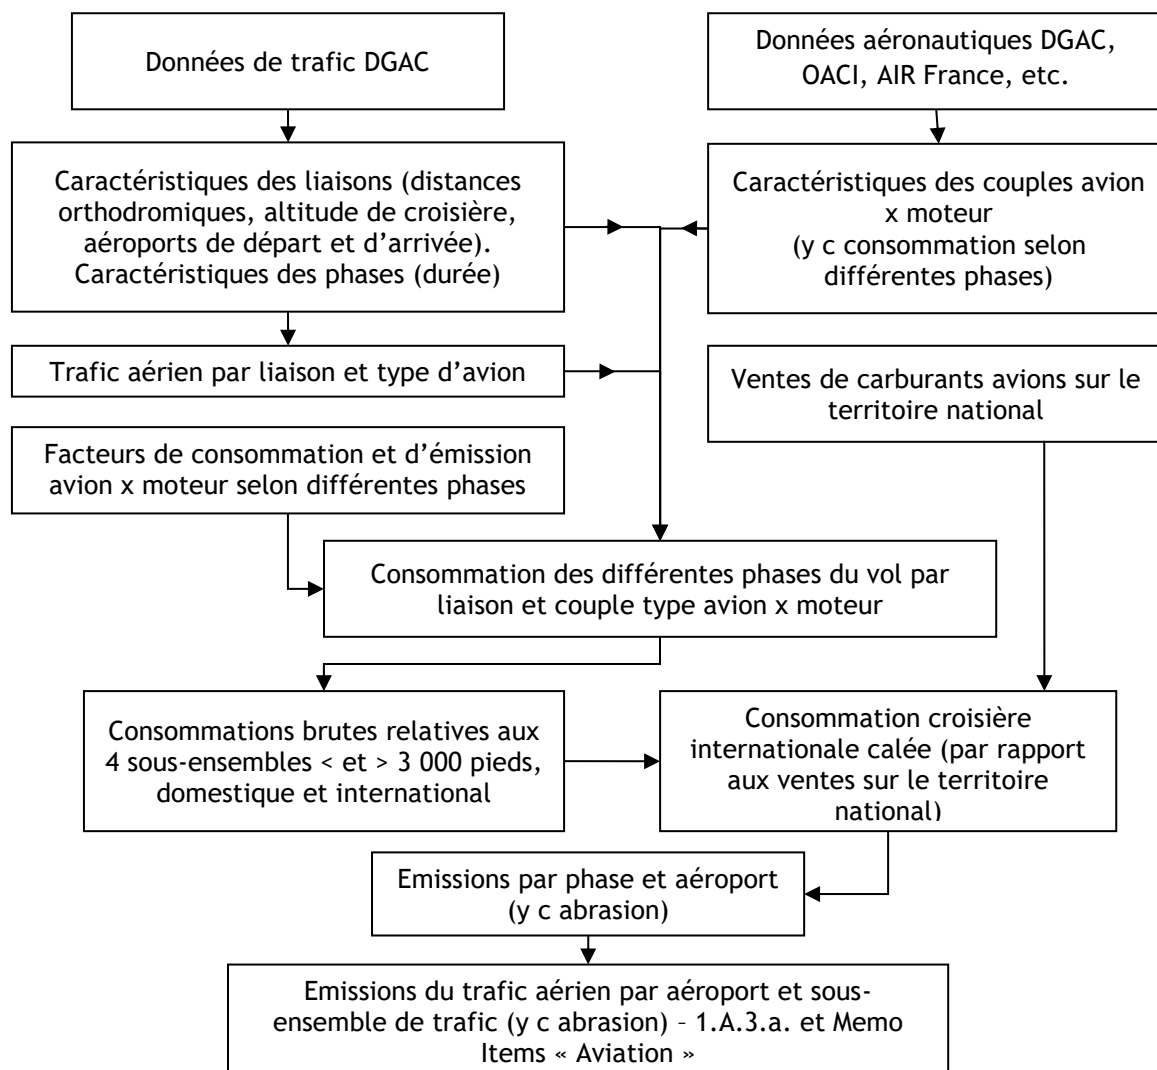 Données de trafic DGAC
Données aéronautiques DGAC,
OACI, AIR France, etc.
Caractéristiques des liaisons (distances
orthodromiques, altitude de croisière,
aéroports de départ et d'arrivée).
Caractéristiques des phases (durée)
Caractéristiques des couples avion
x moteur
(y c consommation selon
différentes phases)
Trafic aérien par liaison et type d'avion
Ventes de carburants avions sur le
territoire national
Facteurs de consommation et d'émission
avion x moteur selon différentes phases
Consommation des différentes phases du vol par
liaison et couple type avion x moteur
Consommations brutes relatives aux
4 sous-ensembles < et > 3 000 pieds,
domestique et international
Consommation croisière
internationale calée (par rapport
aux ventes sur le territoire
national)
Emissions par phase et aéroport
(y c abrasion)
Emissions du trafic aérien par aéroport et sous-
ensemble de trafic (y c abrasion) – 1.A.3.a. et Memo
Items « Aviation »